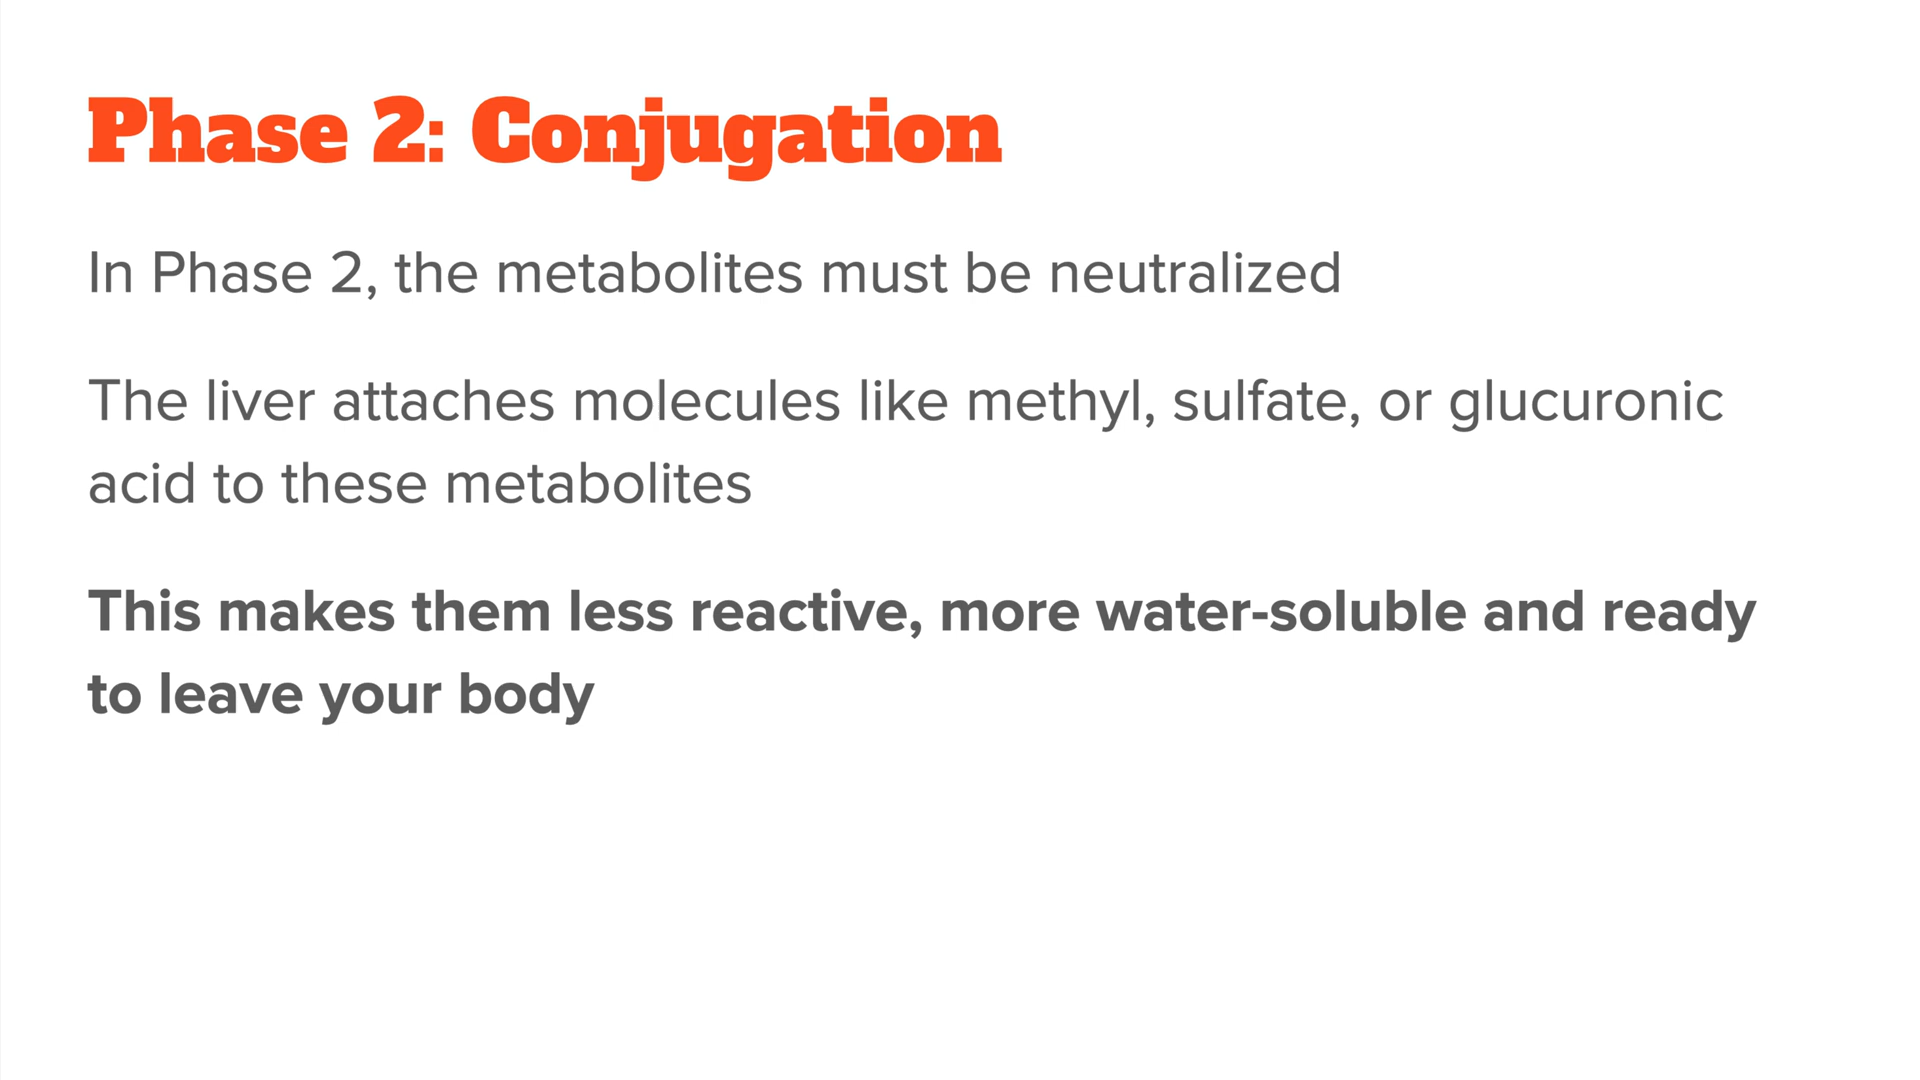 Phase 2: Conjugation
In Phase 2, the metabolites must be neutralized
The liver attaches molecules like methyl, sulfate, or glucuronic
acid to these metabolites
This makes them less reactive, more water-soluble and ready
to leave your body